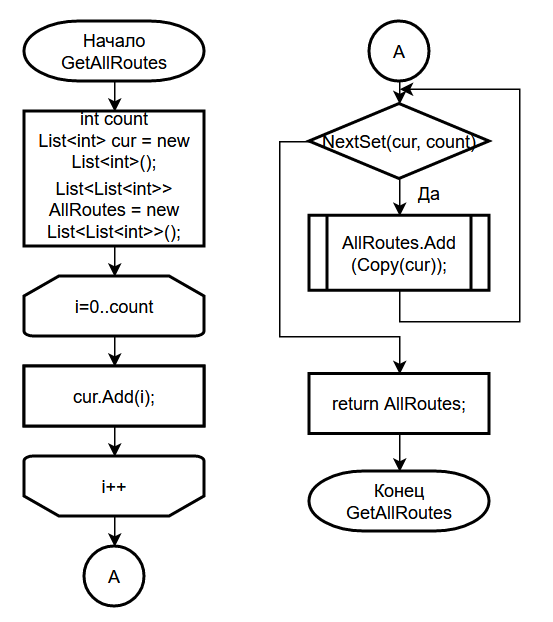 Начало
GetAllRoutes
int count
List<int> cur = new
List<int>();
List<List<int>>
AllRoutes = new
List<List<int>>();
i=0..count
cur.Add(i);
i++
A
A
NextSet(cur, count)
Да
AllRoutes.Add
(Copy(cur));
return AllRoutes;
Конец
GetAllRoutes